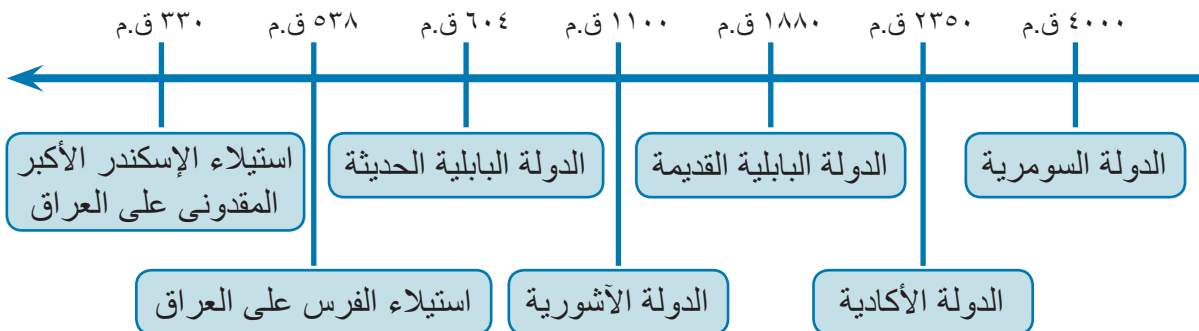 ٤٠٠٠ ق.م
٢٣٥٠ ق.م
١٨٨٠ ق.م
١١٠٠ ق.م
٦٠٤ ق.م
٥٣٨ ق.م
٣٣٠ ق.م
الدولة السومرية
الدولة البابلية القديمة
الدولة البابلية الحديثة
استيلاء الإسكندر الأكبر
المقدونى على العراق
الدولة الأكادية
الدولة الآشورية
استيلاء الفرس على العراق